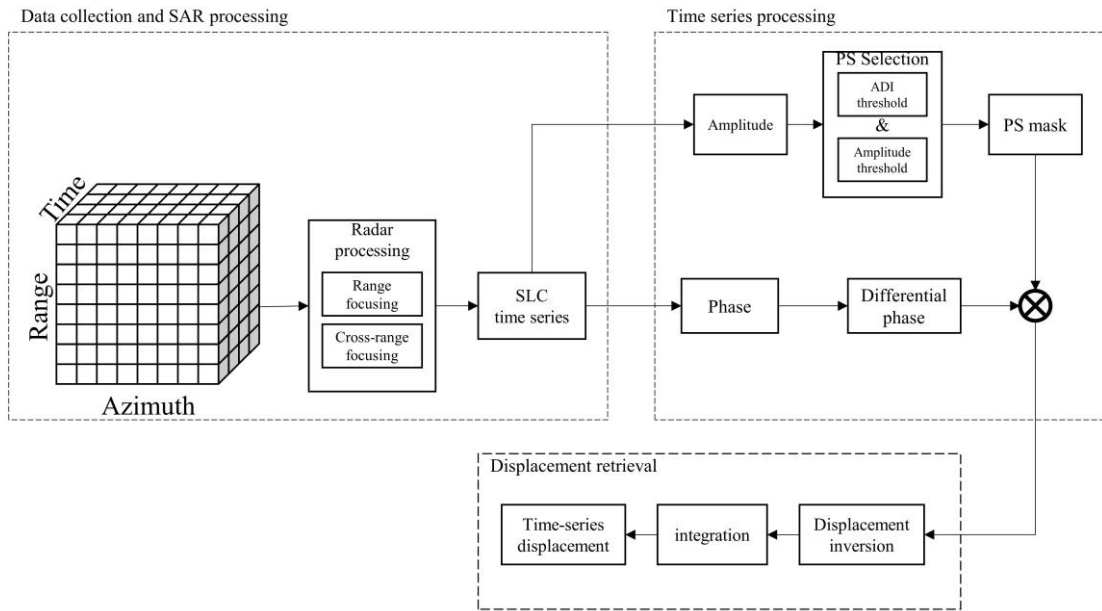 Data collection and SAR processing
Time
Range
Azimuth
Radar
processing
Range
focusing
Cross-range
focusing
SLC
time series
Time series processing
Amplitude
PS Selection
ADI
threshold
&
Amplitude
threshold
PS mask
Phase
Differential
phase
Displacement retrieval
Time-series
displacement
integration
Displacement
inversion